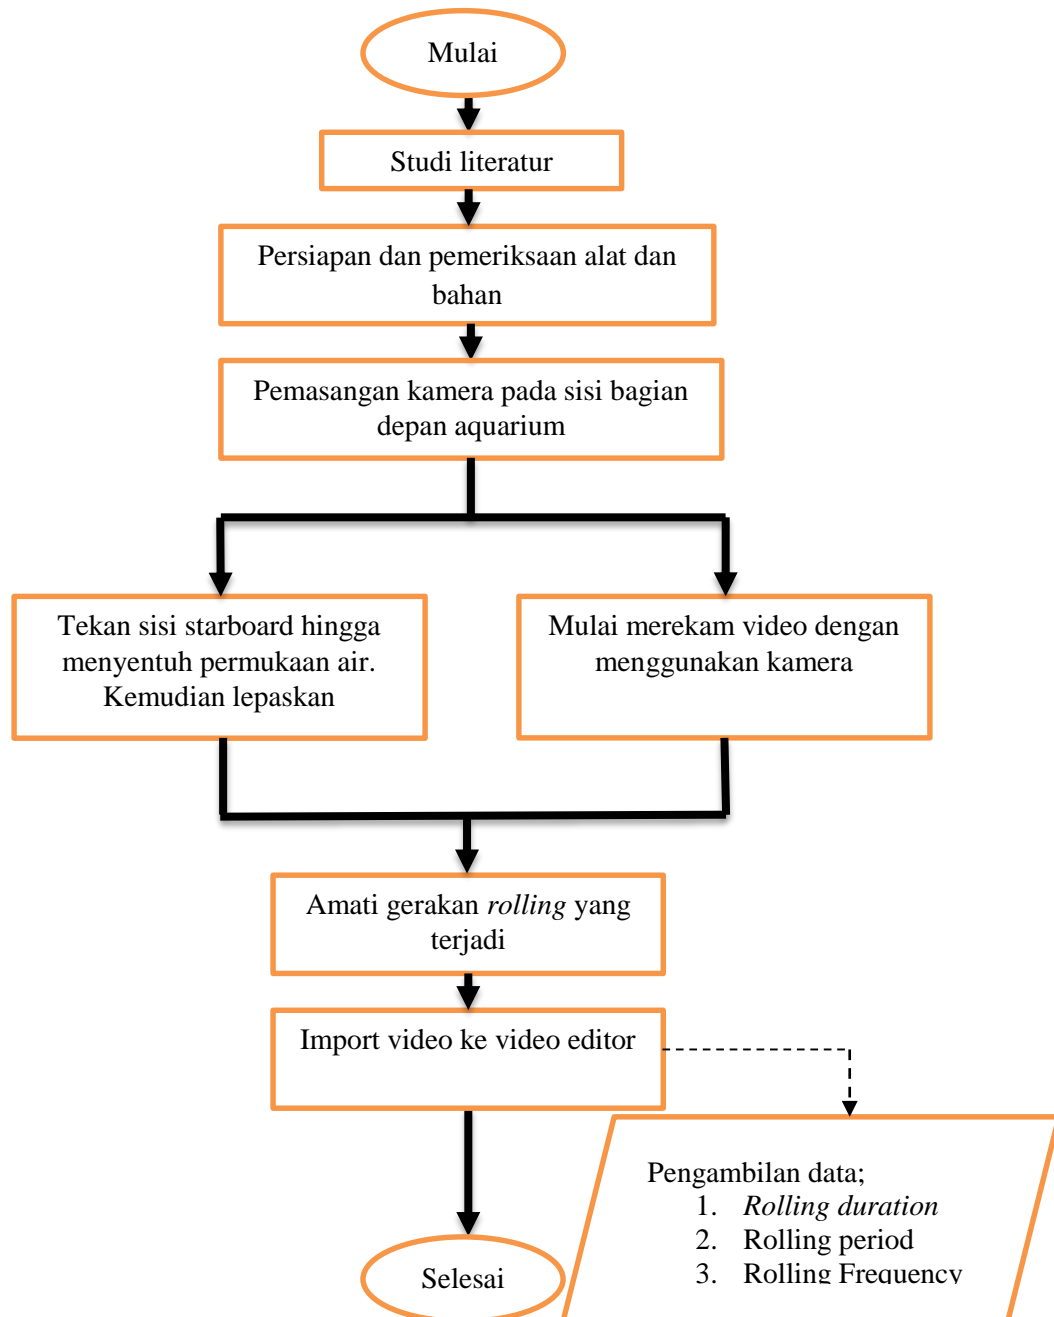 Mulai
Studi literatur
Persiapan dan pemeriksaan alat dan
bahan
Pemasangan kamera pada sisi bagian
depan aquarium
Tekan sisi starboard hingga
menyentuh permukaan air.
Kemudian lepaskan
Mulai merekam video dengan
menggunakan kamera
Amati gerakan rolling yang
terjadi
Import video ke video editor
Pengambilan data;
1. Rolling duration
2. Rolling period
3. Rolling Frequency
Selesai